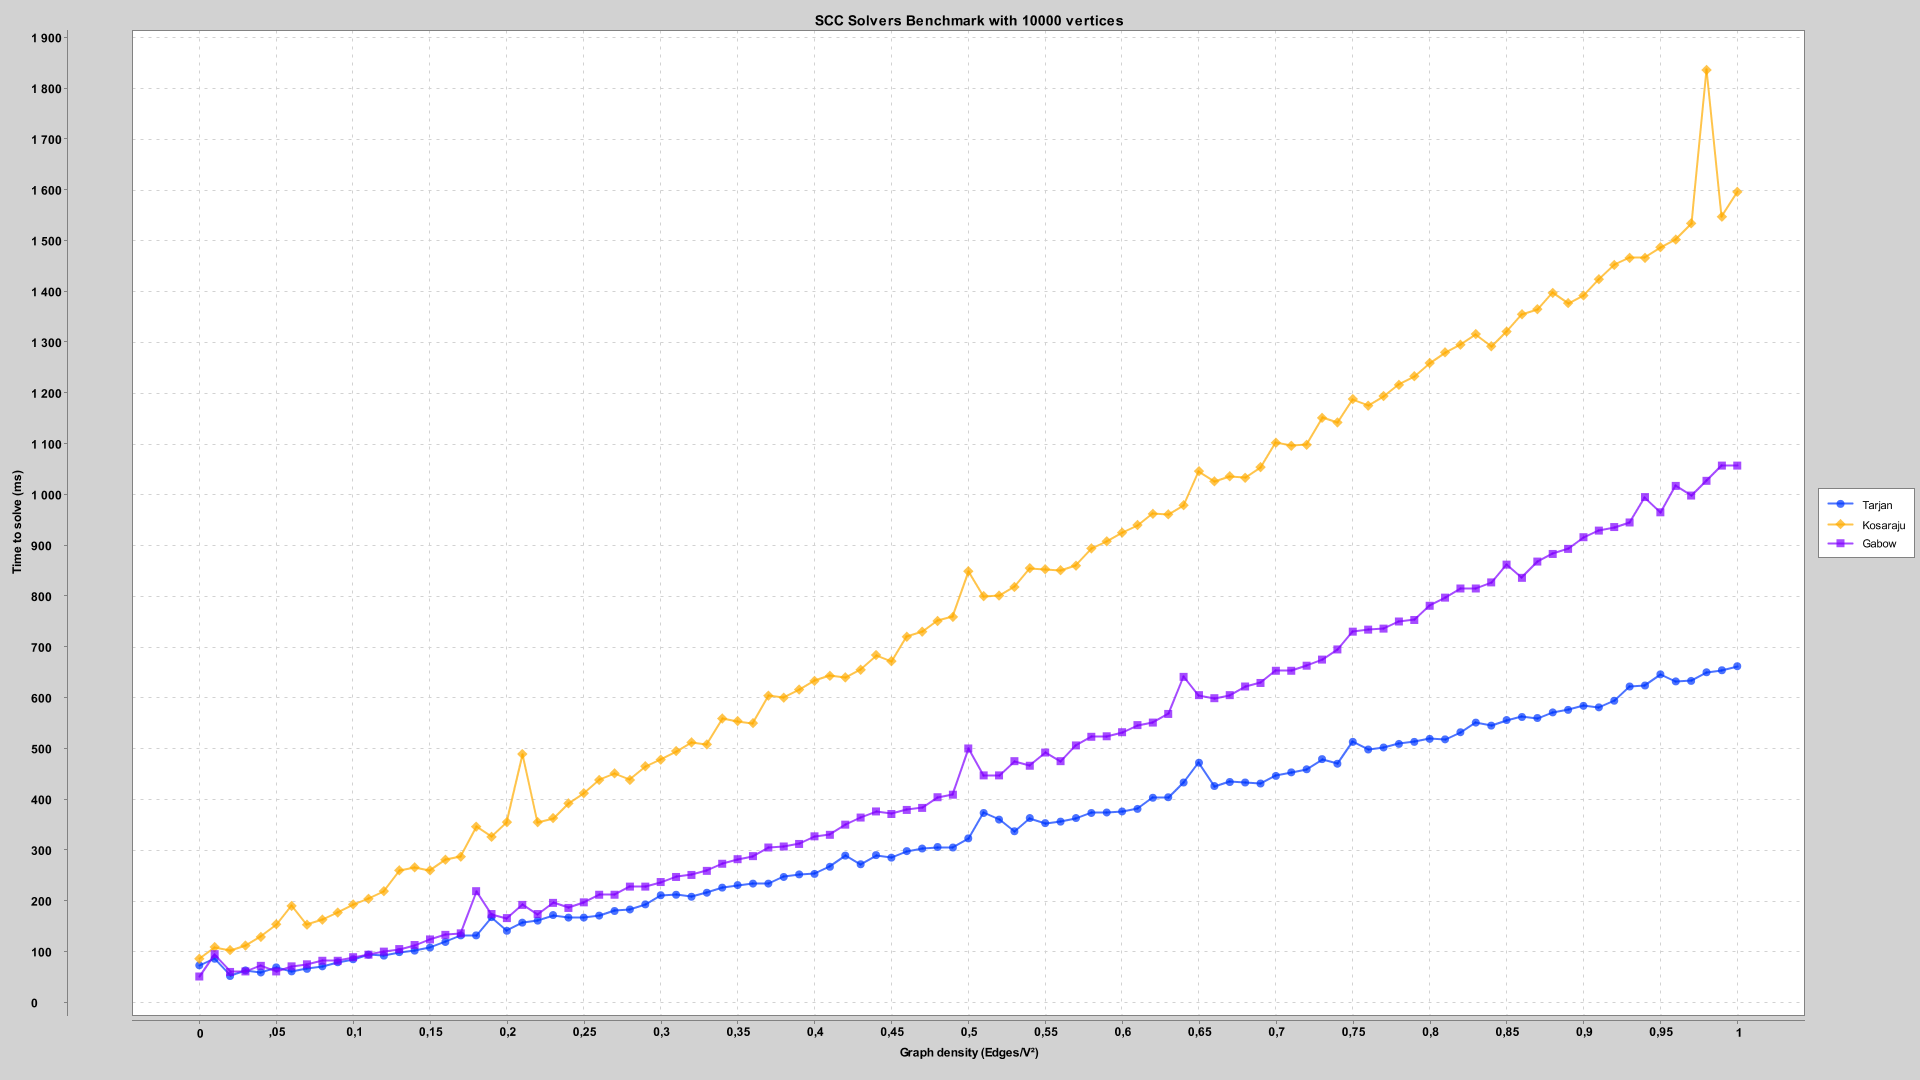 SCC Solvers Benchmark with 10000 vertices
1 900
1 800
1 700
1 600
1 500
1 400
1 300
1 200
1 100
1 000
900
800
700
600
500
400
300
200
100
0
Time to solve (ms)
0 ,05 0,1 0,15 0,2 0,25 0,3 0,35 0,4 0,45 0,5 0,55 0,6 0,65 0,7 0,75 0,8 0,85 0,9 0,95 1
Graph density (Edges/V²)
Tarjan
Kosaraju
Gabow